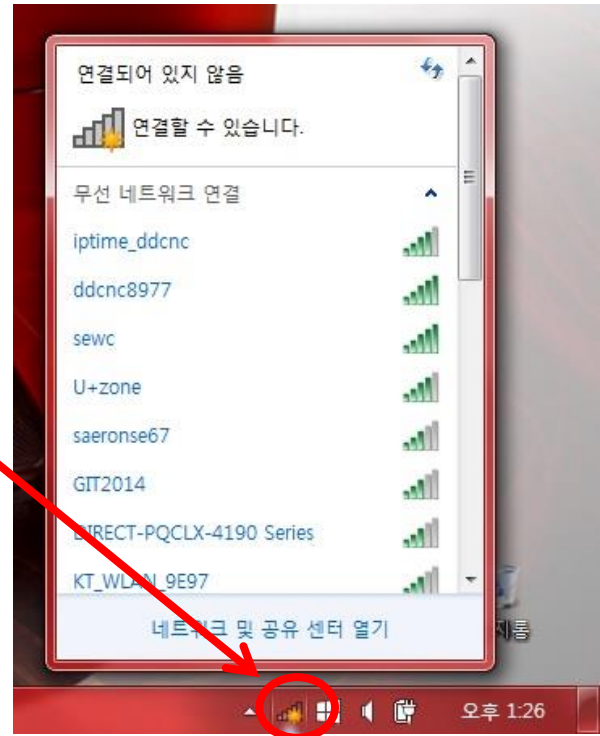 연결되어 있지 않음
연결할 수 있습니다.
무선 네트워크 연결
iptime_ddcnc
ddcnc8977
sewc
U+zone
saeronse67
GIT2014
DIRECT-PQCLX-4190 Series
KT_WLAN_9E97
네트워크 및 공유 센터 열기
지통
오후 1:26